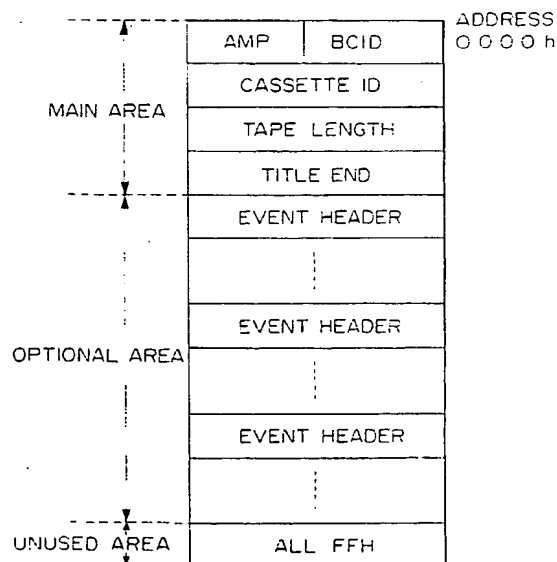 ADDRESS
0000h
AMP BCID
CASSETTE ID
MAIN AREA
TAPE LENGTH
TITLE END
EVENT HEADER
EVENT HEADER
OPTIONAL AREA
EVENT HEADER
UNUSED AREA
ALL FFH